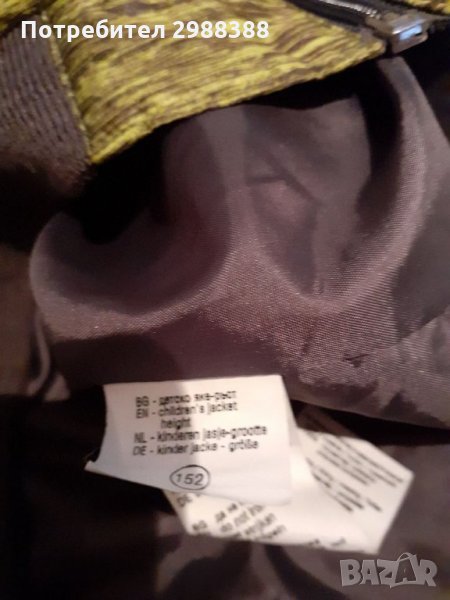 Потребител 2988388
BG - детско яке-ръст
EN - children's jacket
height
NL - kinderen jasje-grootte
DE - kinder jacke - größe
152
BAZAR